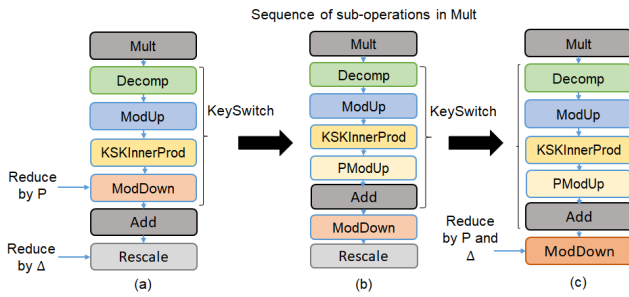 Sequence of sub-operations in Mult
Mult
Decomp
ModUp
KSKInnerProd
ModDown
Add
Rescale
KeySwitch
Reduce
by P
Reduce
by Δ
(a)
Mult
Decomp
ModUp
KSKInnerProd
PModUp
Add
ModDown
Rescale
KeySwitch
(b)
Mult
Decomp
ModUp
KSKInnerProd
PModUp
Add
ModDown
Reduce
by P and
Δ
(c)